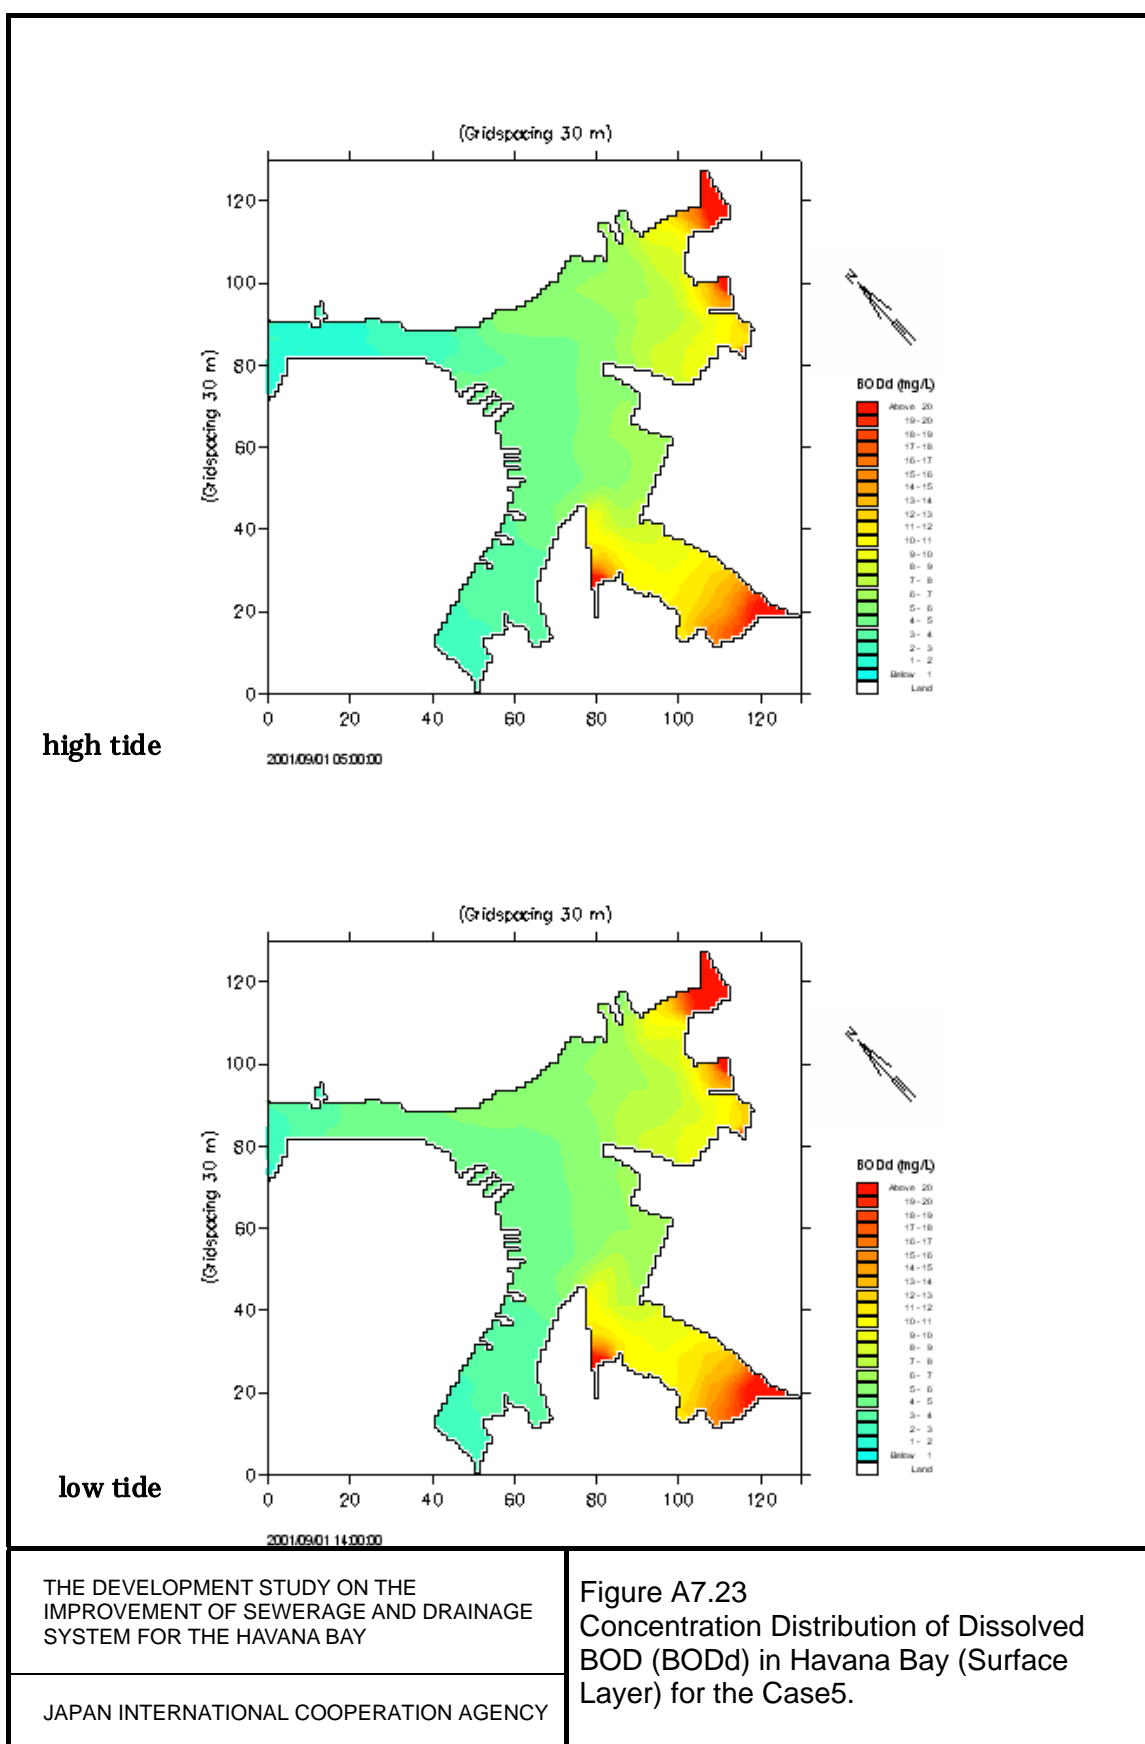 (Gridspacing 30 m)
120
100
80
60
40
20
0
(Gridspacing 30 m)
0 20 40 60 80 100 120
2001/09/01 05:00:00
high tide
N
BODd (mg/L)
Above 20
19-20
18-19
17-18
16-17
15-16
14-15
13-14
12-13
11-12
10-11
9-10
8- 9
7- 8
6- 7
5- 6
4- 5
3- 4
2- 3
1- 2
Below 1
Land
(Gridspacing 30 m)
120
100
80
60
40
20
0
(Gridspacing 30 m)
0 20 40 60 80 100 120
2001/09/01 14:00:00
low tide
N
BODd (mg/L)
Above 20
19-20
18-19
17-18
16-17
15-16
14-15
13-14
12-13
11-12
10-11
9-10
8- 9
7- 8
6- 7
5- 6
4- 5
3- 4
2- 3
1- 2
Below 1
Land
THE DEVELOPMENT STUDY ON THE
IMPROVEMENT OF SEWERAGE AND DRAINAGE
SYSTEM FOR THE HAVANA BAY
JAPAN INTERNATIONAL COOPERATION AGENCY
Figure A7.23
Concentration Distribution of Dissolved
BOD (BODd) in Havana Bay (Surface
Layer) for the Case5.